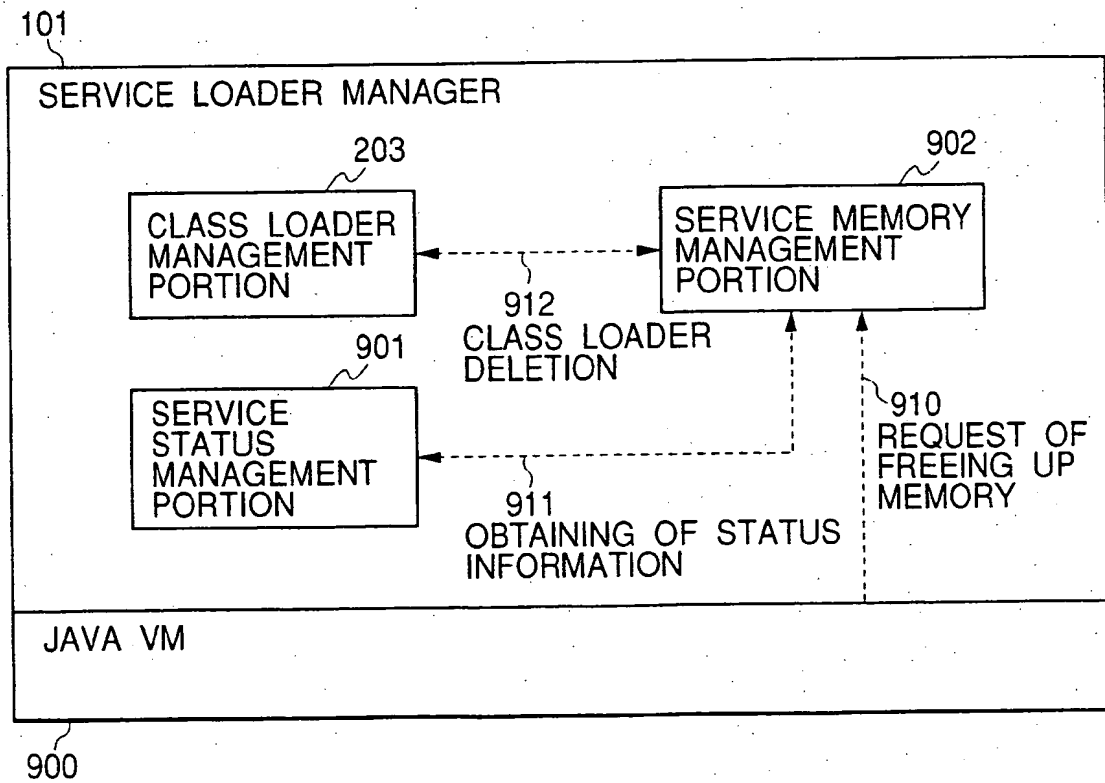 101
SERVICE LOADER MANAGER
203
CLASS LOADER
MANAGEMENT
PORTION
902
SERVICE MEMORY
MANAGEMENT
PORTION
912
CLASS LOADER
DELETION
901
SERVICE
STATUS
MANAGEMENT
PORTION
910
REQUEST OF
FREEING UP
MEMORY
911
OBTAINING OF STATUS
INFORMATION
JAVA VM
900